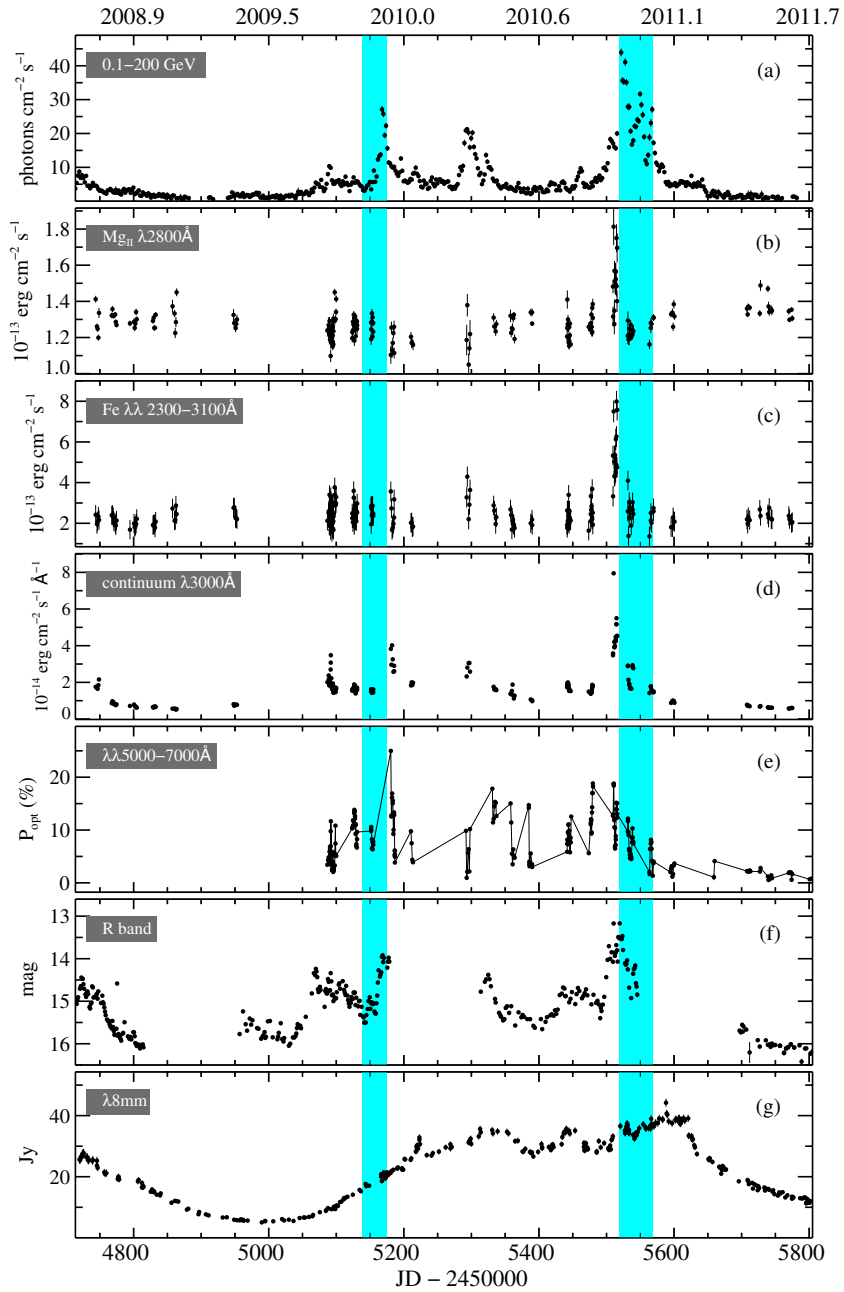 2008.9 2009.5 2010.0 2010.6 2011.1 2011.7
0.1−200 GeV (a)
photons cm⁻² s⁻¹
40
30
20
10
0
Mg_II λ2800Å (b)
10⁻¹³ erg cm⁻² s⁻¹
1.8
1.6
1.4
1.2
1.0
Fe λλ 2300−3100Å (c)
10⁻¹³ erg cm⁻² s⁻¹
8
6
4
2
continuum λ3000Å (d)
10⁻¹⁴ erg cm⁻² s⁻¹ Å⁻¹
8
6
4
2
0
λλ5000−7000Å (e)
P_opt (%)
20
10
0
R band (f)
mag
13
14
15
16
λ8mm (g)
Jy
40
20
4800 5000 5200 5400 5600 5800
JD − 2450000